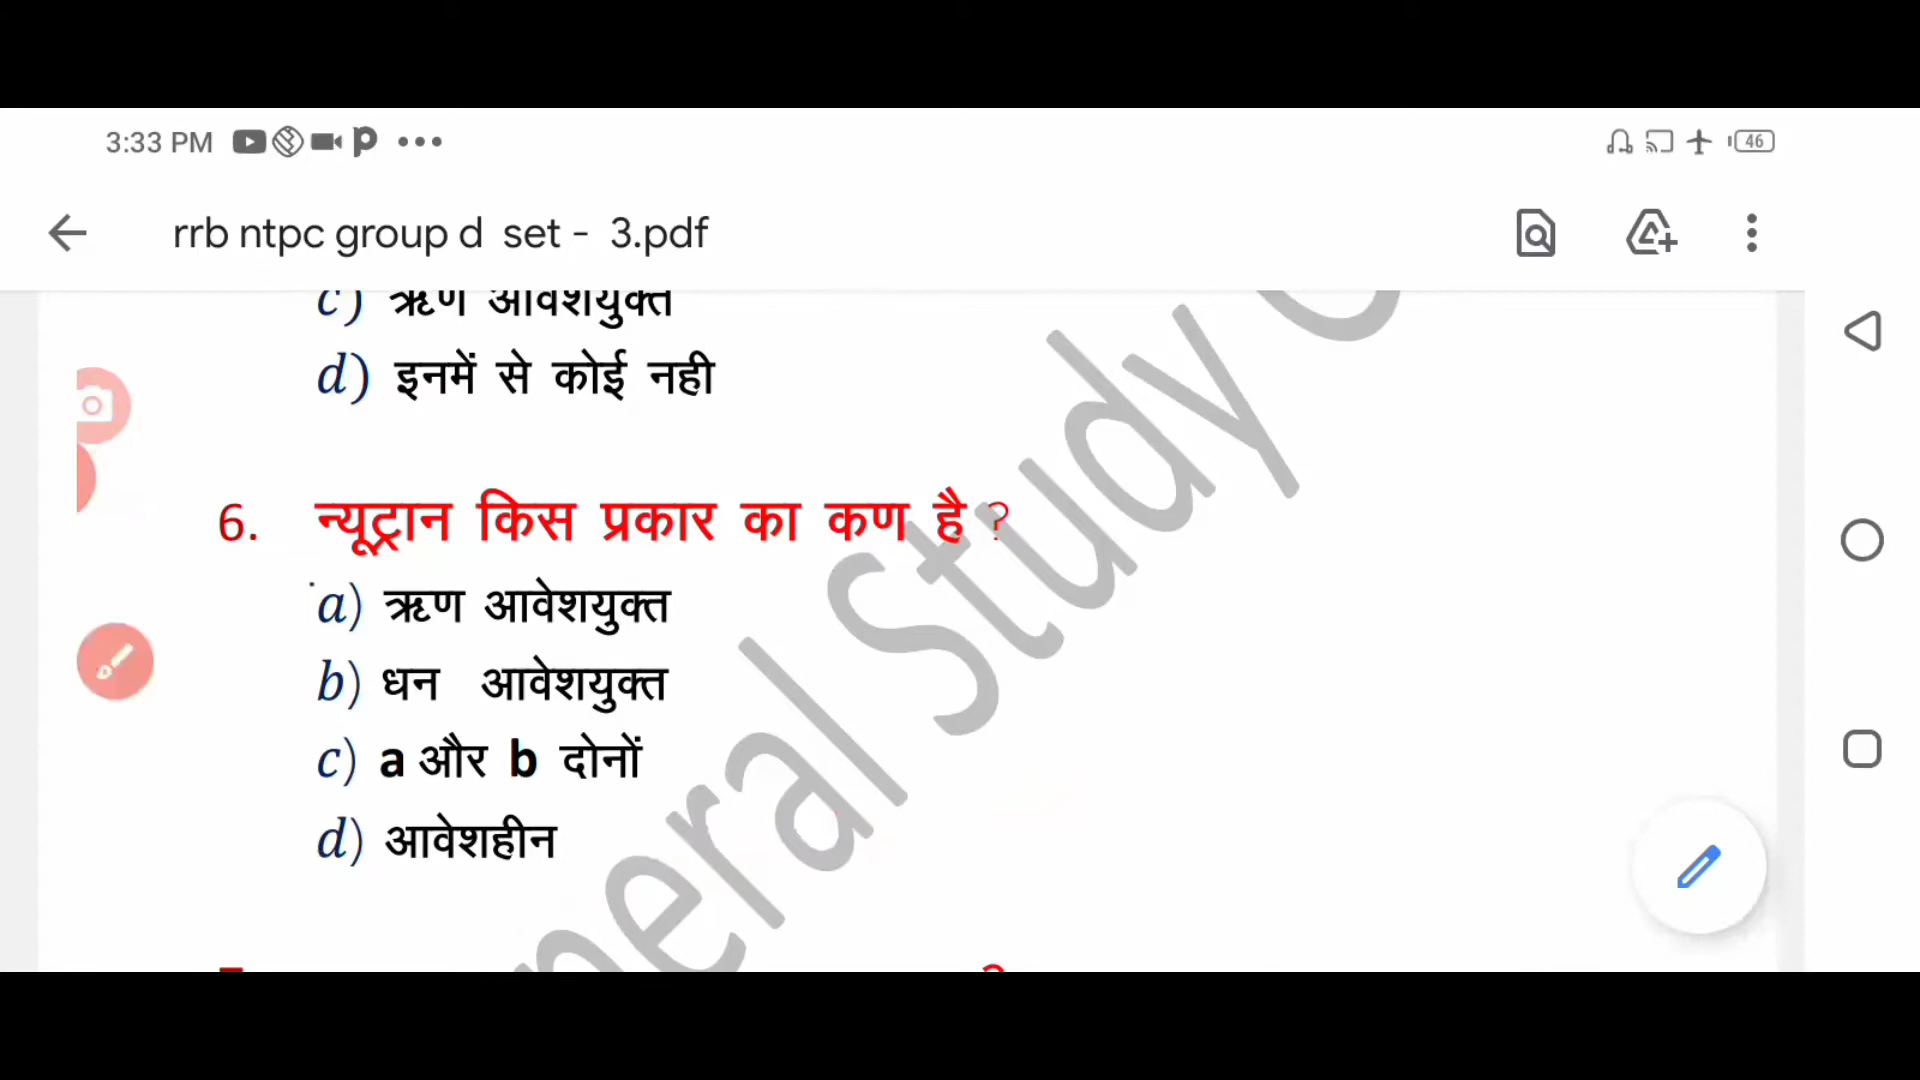 3:33 PM
46
rrb ntpc group d set - 3.pdf
c) ऋण आवेशयुक्त
d) इनमें से कोई नही
6. न्यूट्रान किस प्रकार का कण है ?
a) ऋण आवेशयुक्त
b) धन आवेशयुक्त
c) a और b दोनों
d) आवेशहीन
neral Study